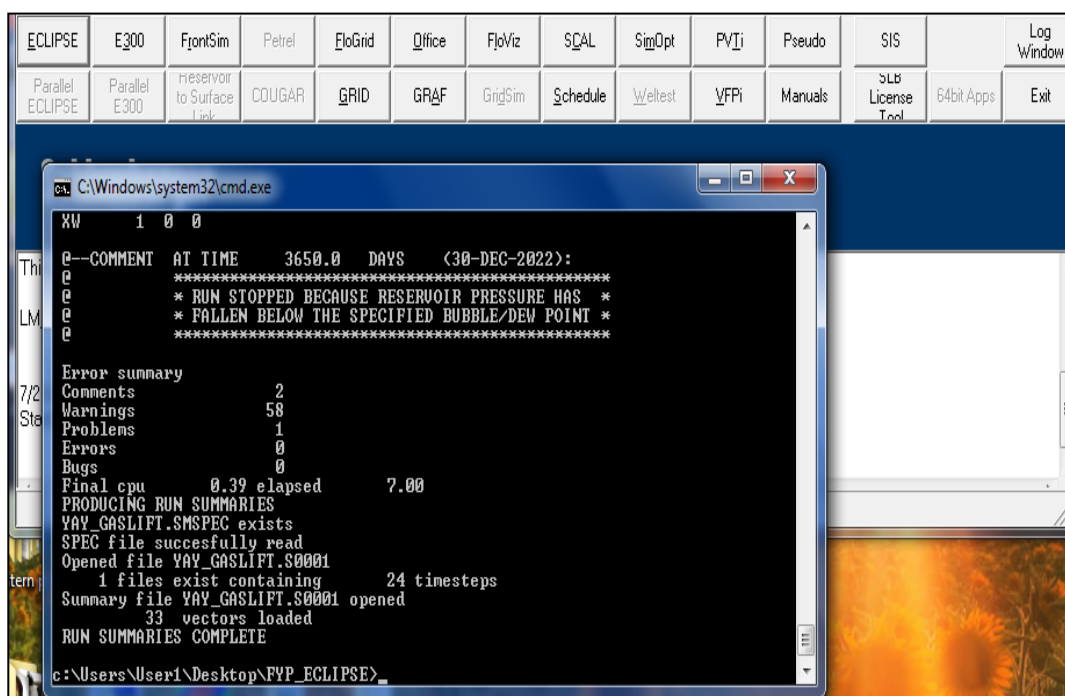 ECLIPSE E300 FrontSim Petrel FloGrid Office FloViz SCAL SimOpt PVTi Pseudo SIS Log Window
Parallel ECLIPSE Parallel E300 Reservoir to Surface Link COUGAR GRID GRAF GridSim Schedule Weltest VFPi Manuals SLB License Tool 64bit Apps Exit
C:\Windows\system32\cmd.exe
XW 1 0 0
@--COMMENT AT TIME 3650.0 DAYS (30-DEC-2022):
@ *******************************************************
@ * RUN STOPPED BECAUSE RESERVOIR PRESSURE HAS *
@ * FALLEN BELOW THE SPECIFIED BUBBLE/DEW POINT *
@ *******************************************************
Error summary
Comments 2
Warnings 58
Problems 1
Errors 0
Bugs 0
Final cpu 0.39 elapsed 7.00
PRODUCING RUN SUMMARIES
YAY_GASLIFT.SMSPEC exists
SPEC file succesfully read
Opened file YAY_GASLIFT.S0001
1 files exist containing 24 timesteps
Summary file YAY_GASLIFT.S0001 opened
33 vectors loaded
RUN SUMMARIES COMPLETE
c:\Users\User1\Desktop\FYP_ECLIPSE>_
Thi
LM
7/2
Sta
tern p